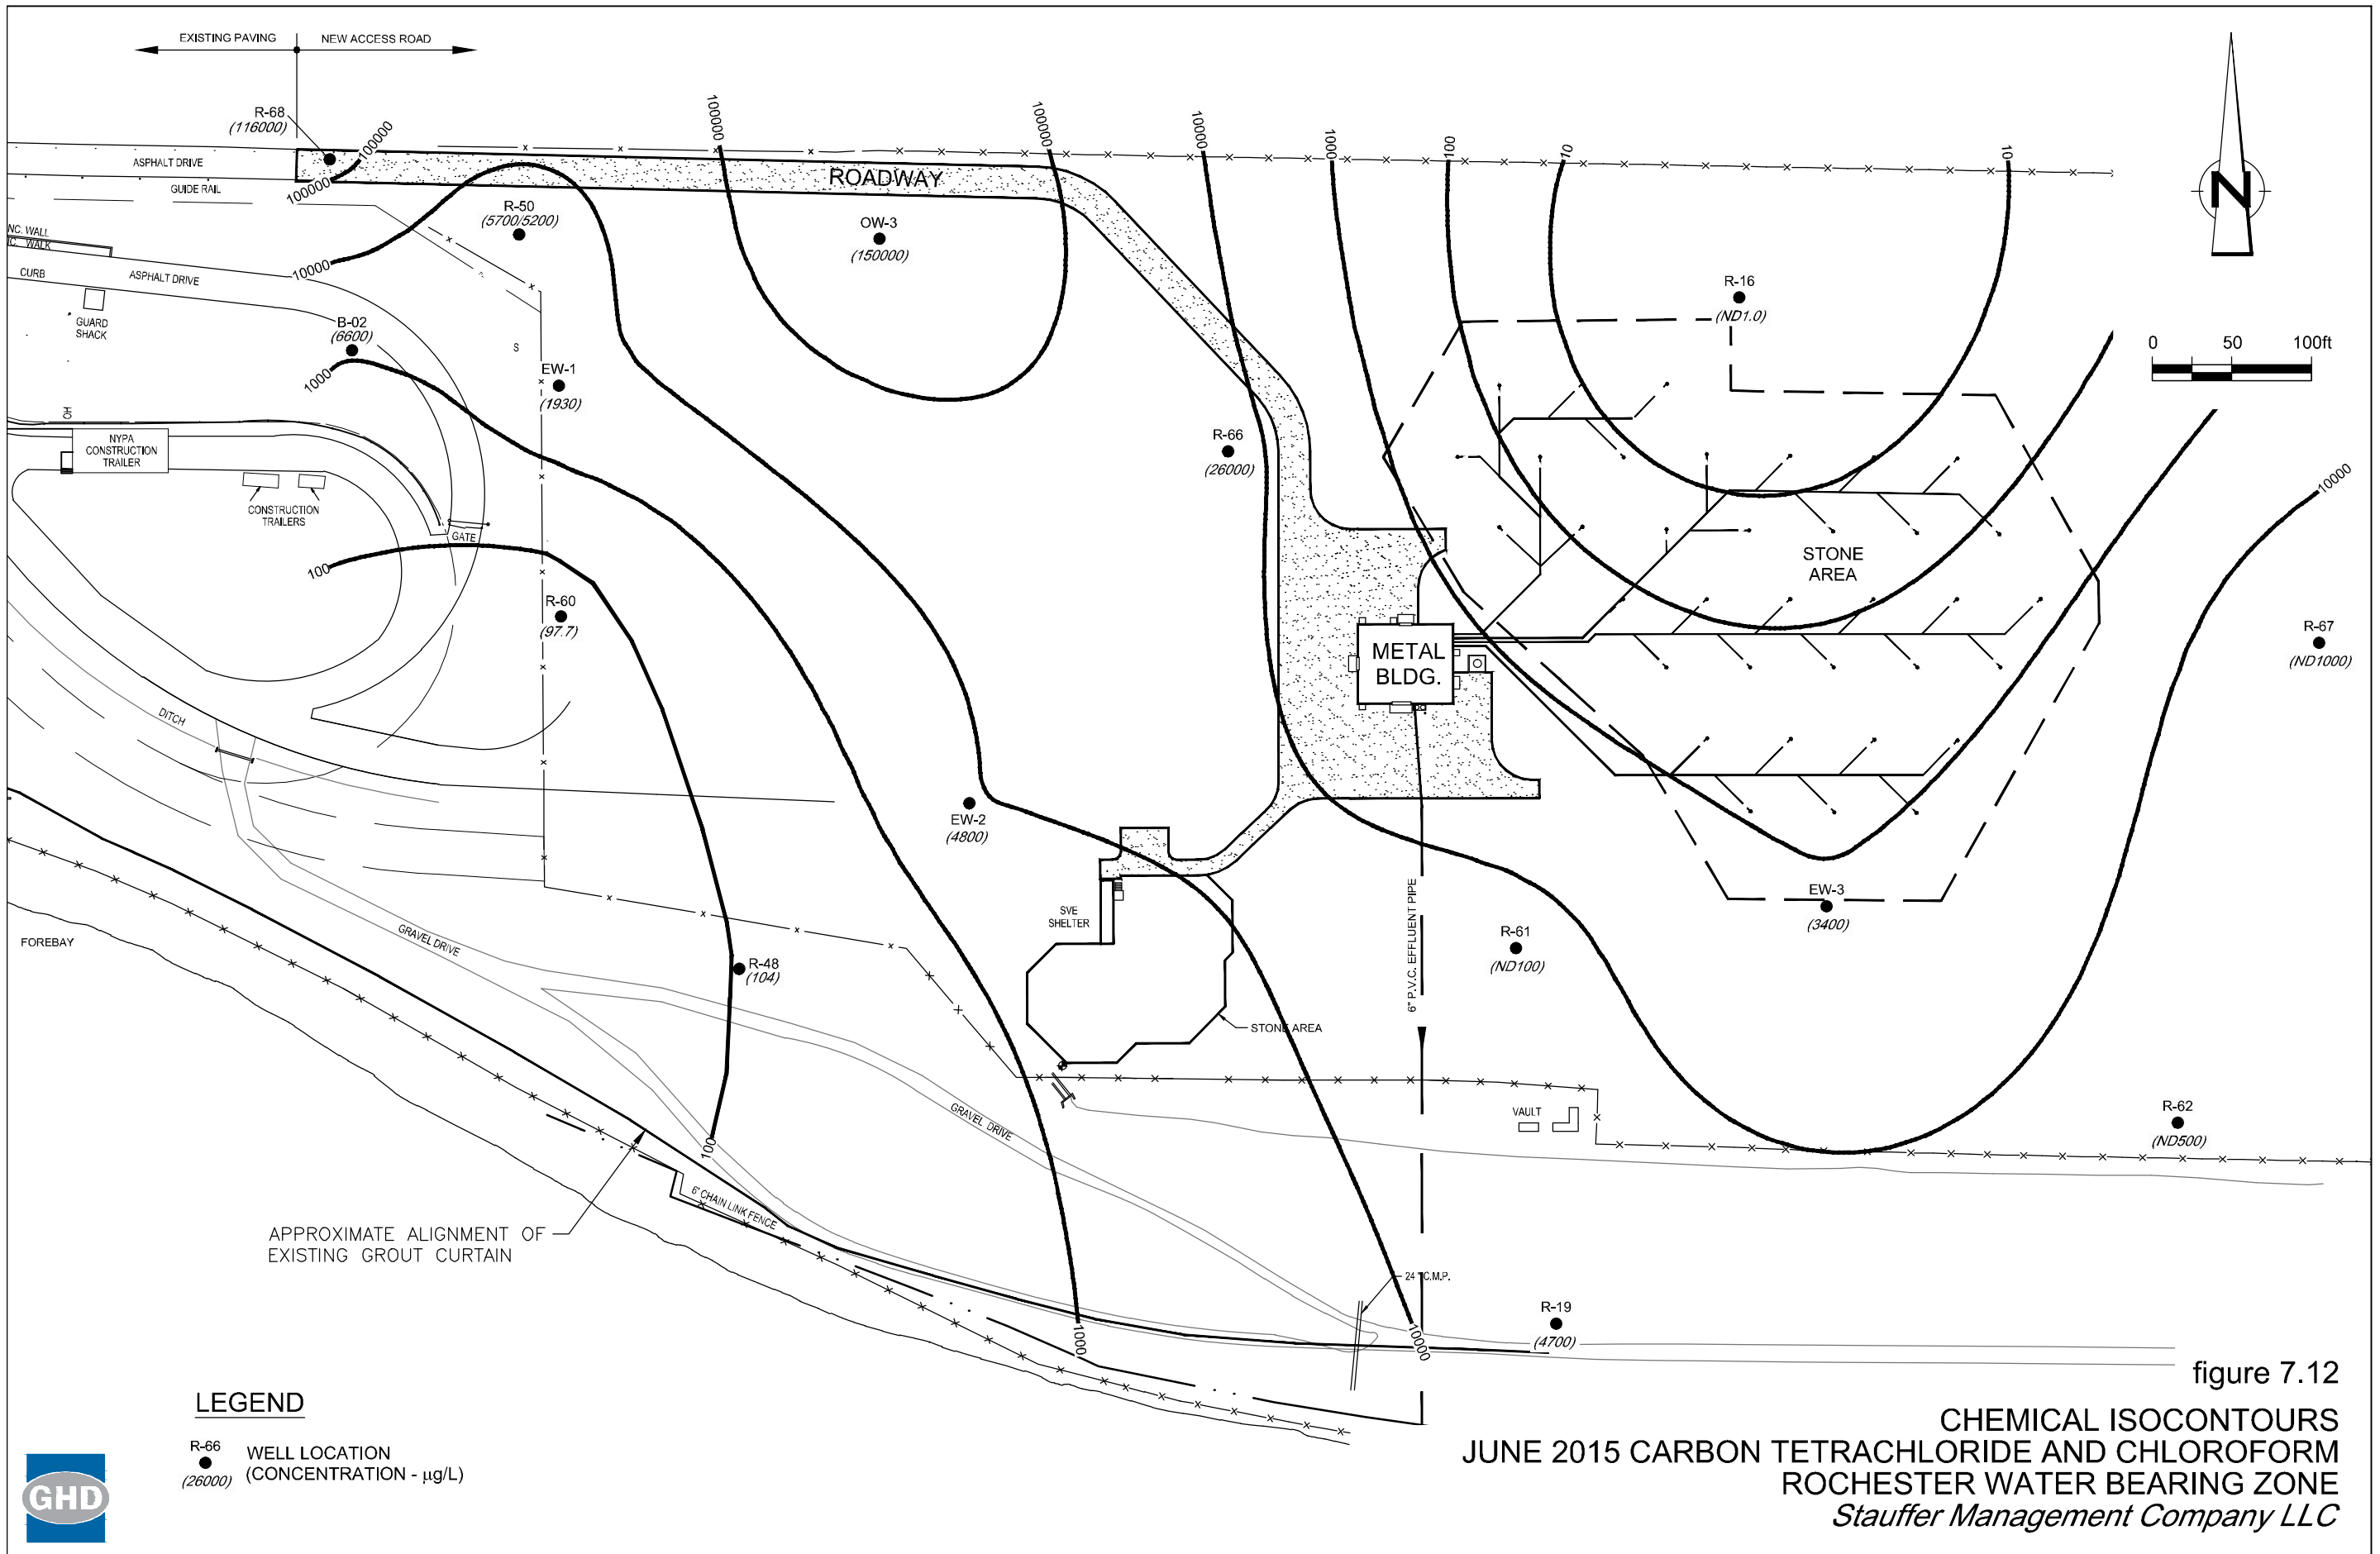 EXISTING PAVING
NEW ACCESS ROAD
R-68
(116000)
100000
100000
100000
100000
10000
1000
100
10
10
ASPHALT DRIVE
GUIDE RAIL
ROADWAY
N
R-50
(5700/5200)
OW-3
(150000)
NC. WALL
C. WALK
CURB
ASPHALT DRIVE
10000
R-16
(ND1.0)
GUARD
SHACK
B-02
(6600)
S
0 50 100ft
1000
EW-1
(1930)
HO
NYPA
CONSTRUCTION
TRAILER
R-66
(26000)
CONSTRUCTION
TRAILERS
GATE
10000
100
STONE
AREA
R-60
(97.7)
METAL
BLDG.
R-67
(ND1000)
DITCH
EW-2
(4800)
EW-3
(3400)
SVE
SHELTER
6" P.V.C. EFFLUENT PIPE
FOREBAY
GRAVEL DRIVE
R-61
(ND100)
R-48
(104)
STONE AREA
GRAVEL DRIVE
VAULT
R-62
(ND500)
100
6' CHAIN LINK FENCE
APPROXIMATE ALIGNMENT OF
EXISTING GROUT CURTAIN
24" C.M.P.
1000
10000
R-19
(4700)
figure 7.12
LEGEND
R-66
(26000)
WELL LOCATION
(CONCENTRATION - µg/L)
CHEMICAL ISOCONTOURS
JUNE 2015 CARBON TETRACHLORIDE AND CHLOROFORM
ROCHESTER WATER BEARING ZONE
Stauffer Management Company LLC
GHD